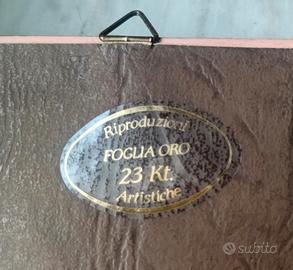 Riproduzioni
FOGLIA ORO
23 Kt.
Artistiche
subito